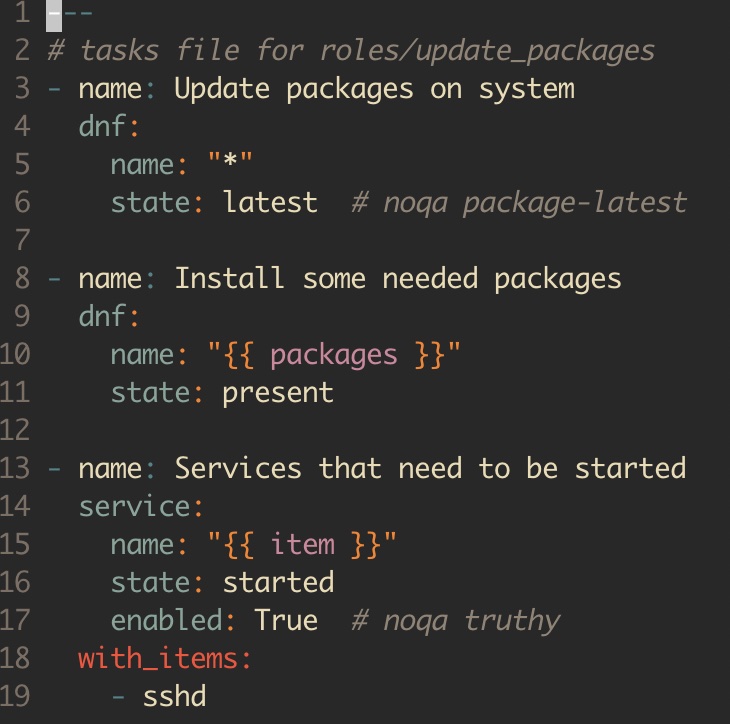 1 ---
2 # tasks file for roles/update_packages
3 - name: Update packages on system
4   dnf:
5     name: "*"
6     state: latest  # noqa package-latest
7
8 - name: Install some needed packages
9   dnf:
10     name: "{{ packages }}"
11     state: present
12
13 - name: Services that need to be started
14   service:
15     name: "{{ item }}"
16     state: started
17     enabled: True  # noqa truthy
18   with_items:
19     - sshd